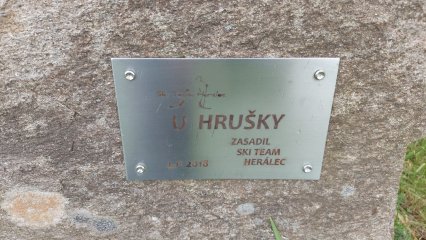 U HRUŠKY
ZASADIL
SKI TEAM
HERÁLEC